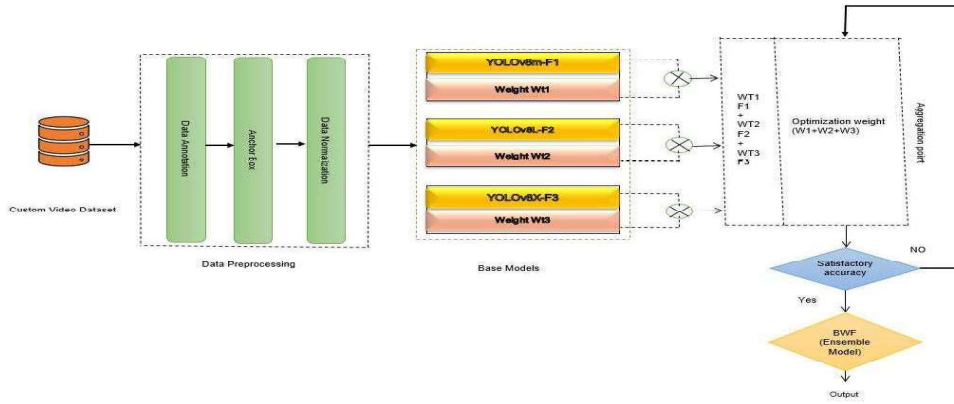 Custom Video Dataset
Data Annotation
Anchor Box
Data Normalization
Data Preprocessing
YOLOv8m-F1
Weight Wt1
YOLOv8L-F2
Weight Wt2
YOLOv8X-F3
Weight Wt3
Base Models
WT1
F1
+
WT2
F2
+
WT3
F3
Optimization weight
(W1+W2+W3)
Aggregation point
Satisfactory
accuracy
NO
Yes
BWF
(Ensemble
Model)
Output